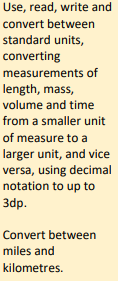 Use, read, write and
convert between
standard units,
converting
measurements of
length, mass,
volume and time
from a smaller unit
of measure to a
larger unit, and vice
versa, using decimal
notation to up to
3dp.
Convert between
miles and
kilometres.